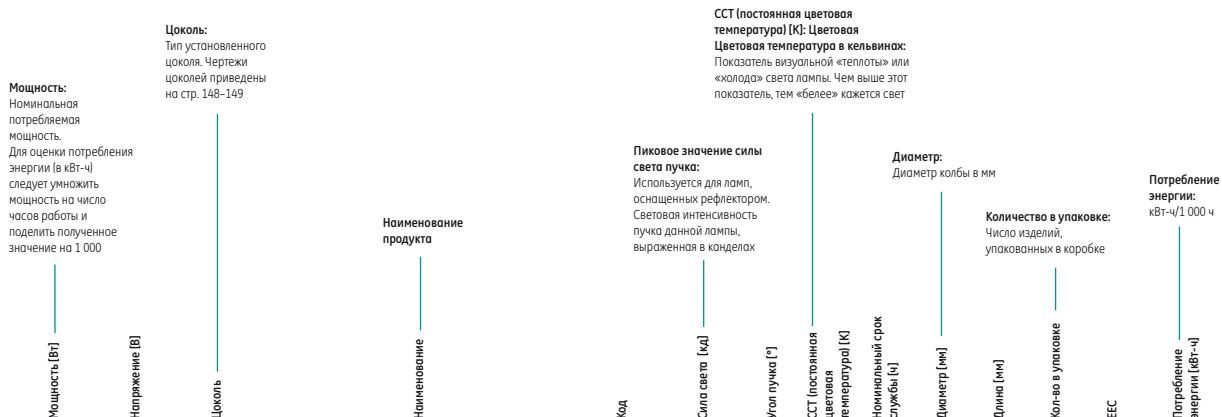 Мощность:
Номинальная
потребляемая
мощность.
Для оценки потребления
энергии (в кВт-ч)
следует умножить
мощность на число
часов работы и
поделить полученное
значение на 1 000
Цоколь:
Тип установленного
цоколя. Чертежи
цоколей приведены
на стр. 148–149
Наименование
продукта
Пиковое значение силы
света пучка:
Используется для ламп,
оснащенных рефлектором.
Световая интенсивность
пучка данной лампы,
выраженная в канделах
CCT (постоянная цветовая
температура) [K]: Цветовая
Цветовая температура в кельвинах:
Показатель визуальной «теплоты» или
«холода» света лампы. Чем выше этот
показатель, тем «белее» кажется свет
Диаметр:
Диаметр колбы в мм
Количество в упаковке:
Число изделий,
упакованных в коробке
Потребление
энергии:
кВт-ч/1 000 ч
Мощность [Вт]
Напряжение [В]
Цоколь
Наименование
Код
Сила света [кд]
Угол пучка [°]
CCT (постоянная
цветовая
температура) [K]
Номинальный срок
службы [ч]
Диаметр [мм]
Длина [мм]
Кол-во в упаковке
EEC
Потребление
энергии [кВт-ч]